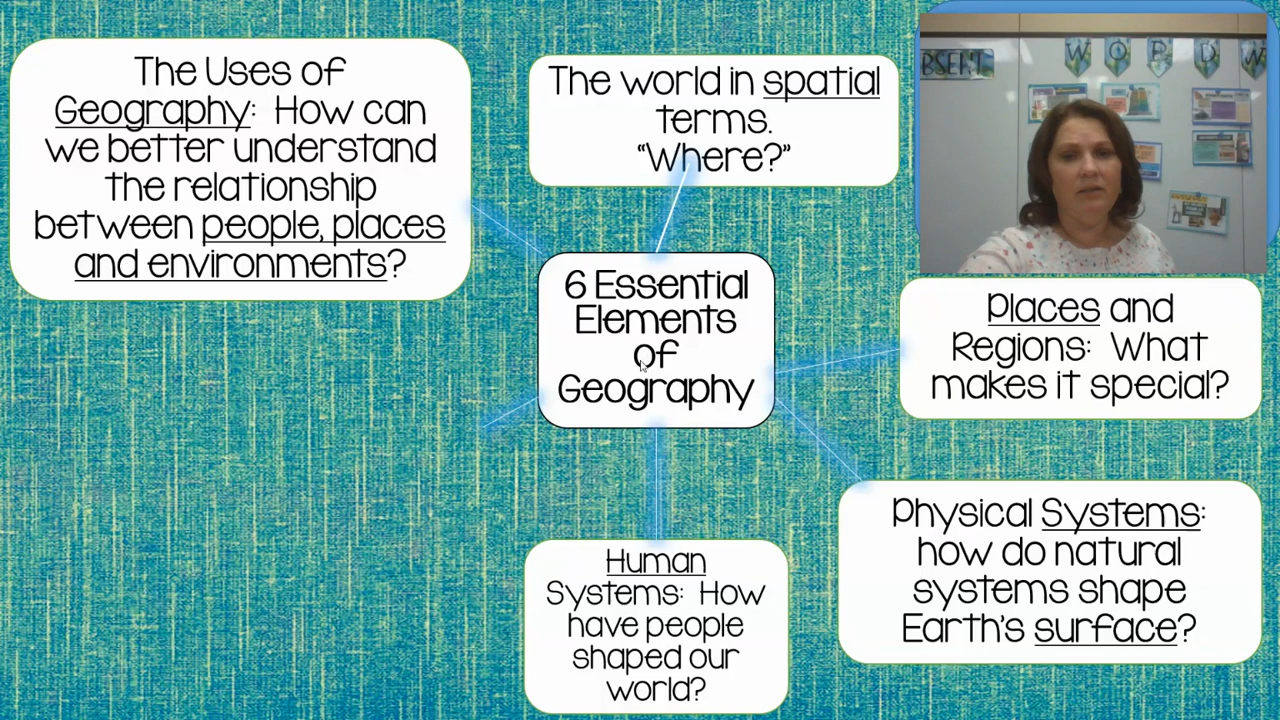 The Uses of
Geography: How can
we better understand
the relationship
between people, places
and environments?
The world in spatial
terms.
"Where?"
BSENT
W O R D W
6 Essential
Elements
of
Geography
Places and
Regions: What
makes it special?
Physical Systems:
how do natural
systems shape
Earth's surface?
Human
Systems: How
have people
shaped our
world?